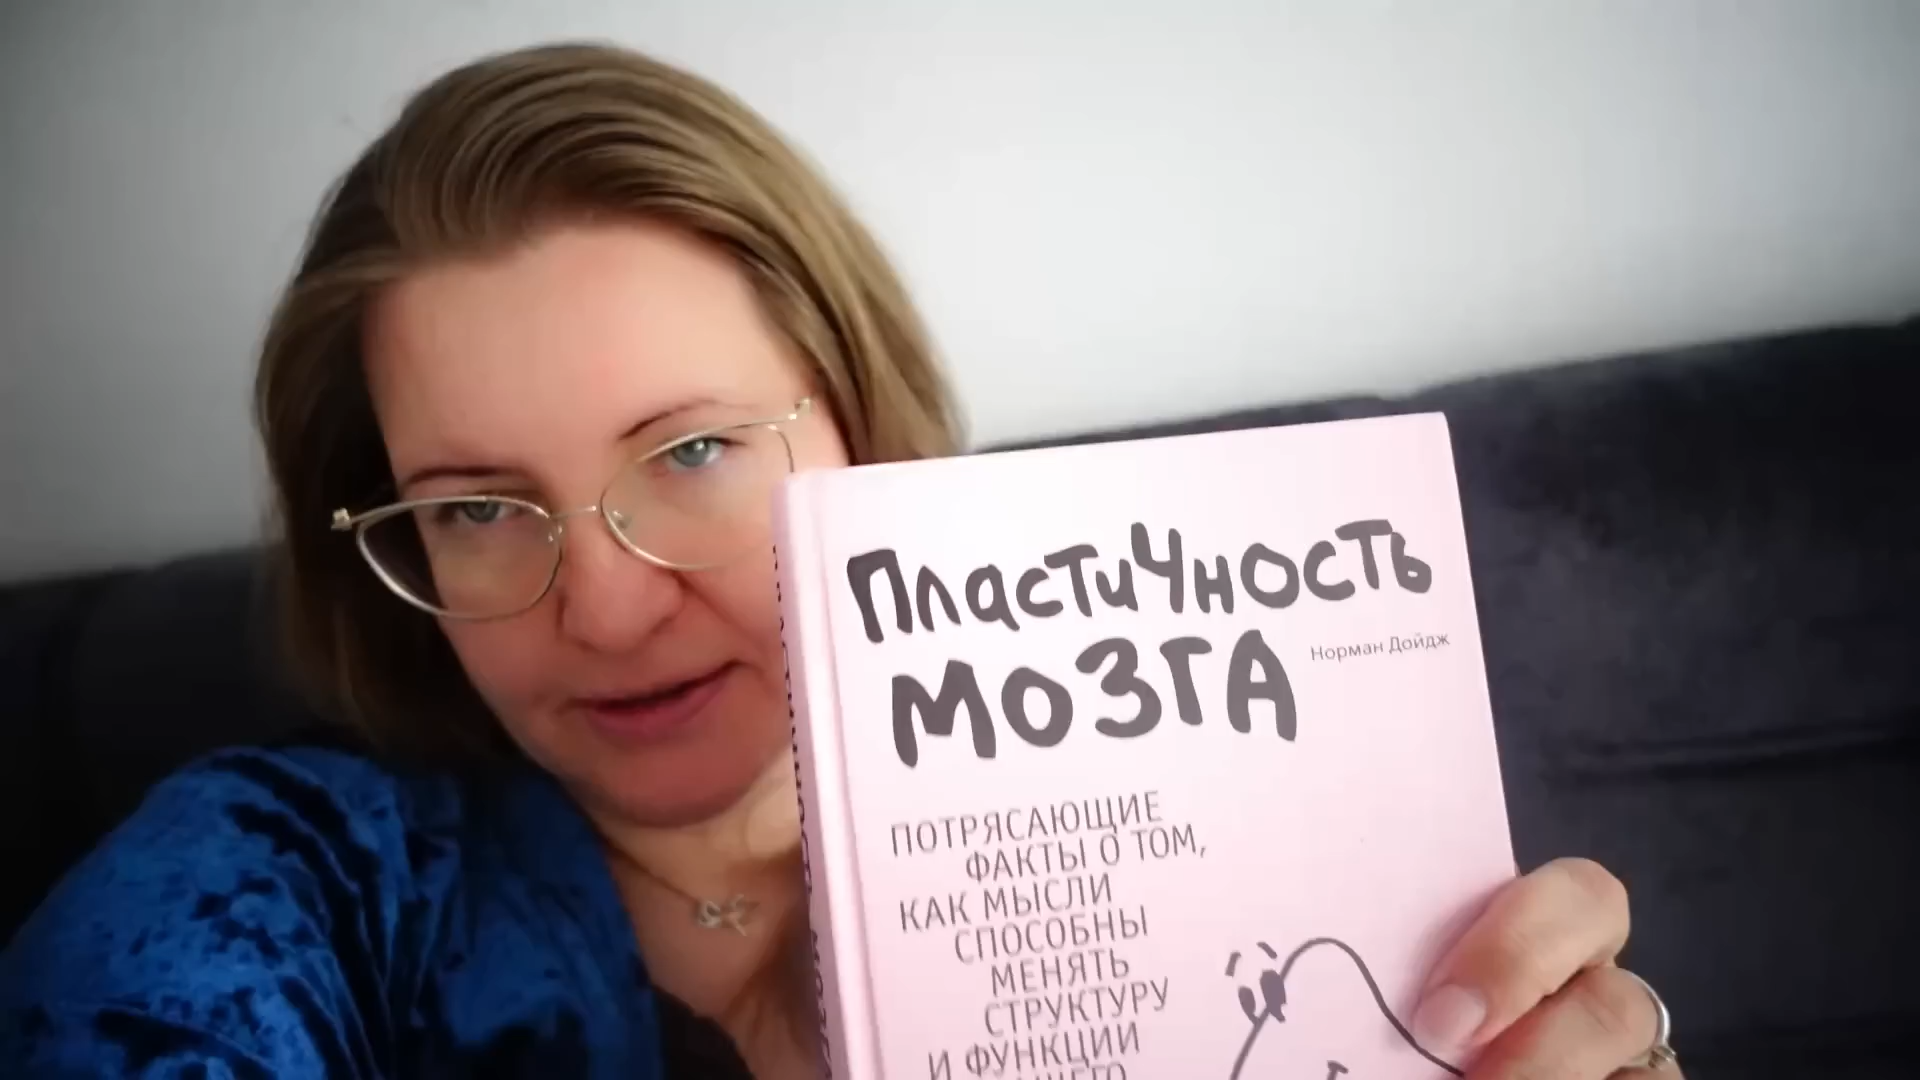 Пластичность
мозга
Норман Дойдж
ПОТРЯСАЮЩИЕ
ФАКТЫ О ТОМ,
КАК МЫСЛИ
СПОСОБНЫ
МЕНЯТЬ
СТРУКТУРУ
И ФУНКЦИИ